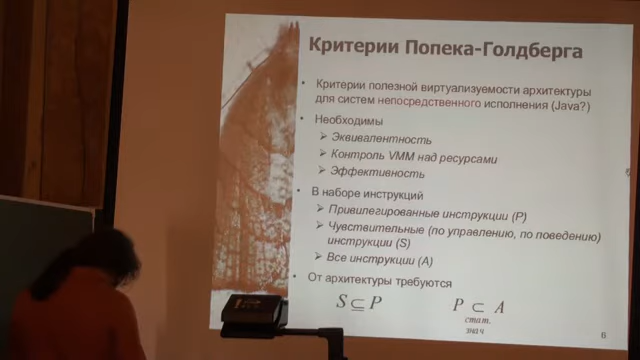 Критерии Попека-Голдберга
• Критерии полезной виртуализуемости архитектуры
для систем непосредственного исполнения (Java?)
• Необходимы
➢ Эквивалентность
➢ Контроль VMM над ресурсами
➢ Эффективность
• В наборе инструкций
➢ Привилегированные инструкции (P)
➢ Чувствительные (по управлению, по поведению)
инструкции (S)
➢ Все инструкции (A)
• От архитектуры требуются
S ⊆ P P ⊂ A
стат.
знач
6